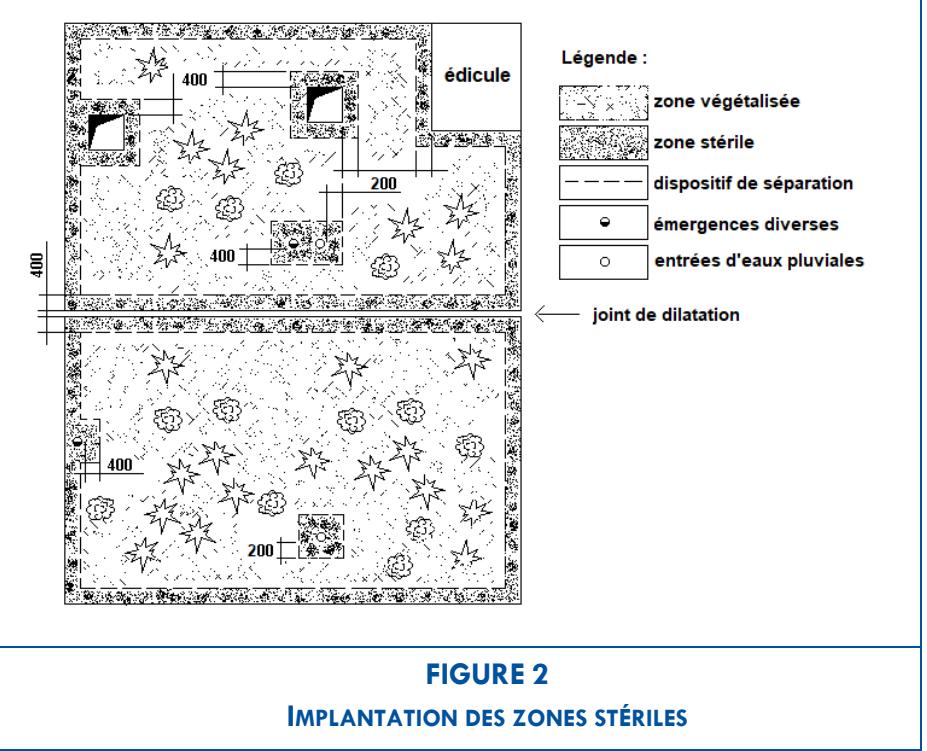 édicule
400
200
400
400
400
200
Légende :
zone végétalisée
zone stérile
dispositif de séparation
émergences diverses
entrées d'eaux pluviales
joint de dilatation
FIGURE 2
IMPLANTATION DES ZONES STÉRILES